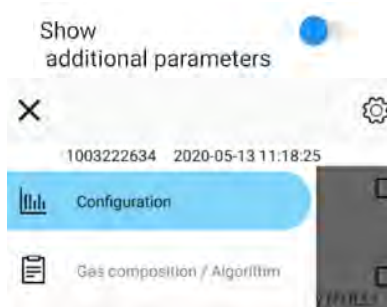 Show
additional parameters
1003222634 2020-05-13 11:18:25
Configuration
Gas composition / Algorithm